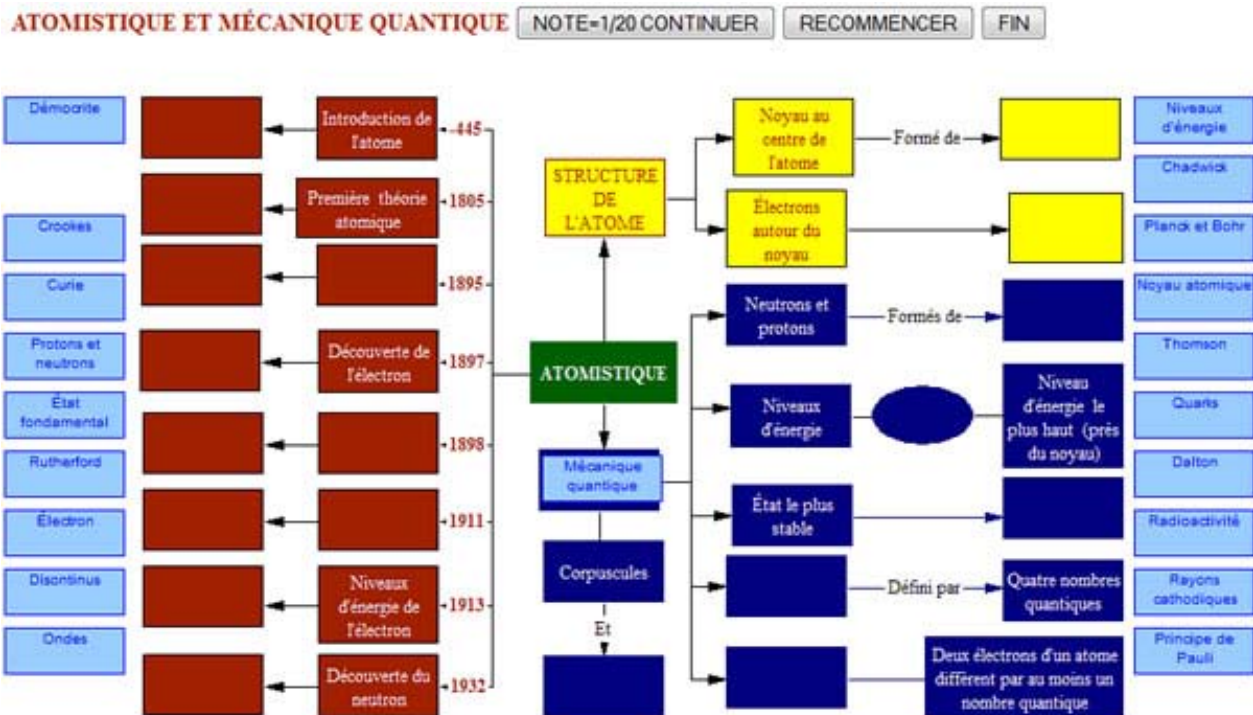 ATOMISTIQUE ET MÉCANIQUE QUANTIQUE
NOTE=1/20 CONTINUER
RECOMMENCER
FIN
Démocrite
Crookes
Curie
Protons et
neutrons
État
fondamental
Rutherford
Électron
Discontinus
Ondes
Introduction de
l'atome
-445
Première théorie
atomique
1805
1895
Découverte de
l'électron
1897
1898
1911
Niveaux
d'énergie de
l'électron
1913
Découverte du
neutron
1932
STRUCTURE
DE
L'ATOME
ATOMISTIQUE
Mécanique
quantique
Corpuscules
Et
Noyau au
centre de
l'atome
Formé de
Électrons
autour du
noyau
Neutrons et
protons
Formés de
Niveaux
d'énergie
Niveau
d'énergie le
plus haut (près
du noyau)
État le plus
stable
Défini par
Quatre nombres
quantiques
Deux électrons d'un atome
différent par au moins un
nombre quantique
Niveaux
d'énergie
Chadwick
Planck et Bohr
Noyau atomique
Thomson
Quarks
Dalton
Radioactivité
Rayons
cathodiques
Principe de
Pauli